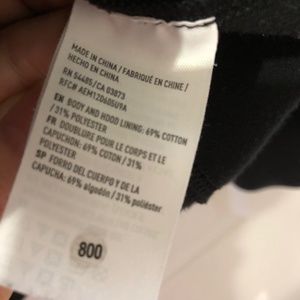 MADE IN CHINA / FABRIQUÉ EN CHINE /
HECHO EN CHINA
RN 54485/CA 03873
RFC# AEM1206050U9A
EN BODY AND HOOD LINING: 69% COTTON
/ 31% POLYESTER
FR DOUBLURE POUR LE CORPS ET LE
CAPUCHON: 69% COTON / 31%
POLYESTER
SP FORRO DEL CUERPO Y DE LA
CAPUCHA: 69% algodón / 31% poliéster
800